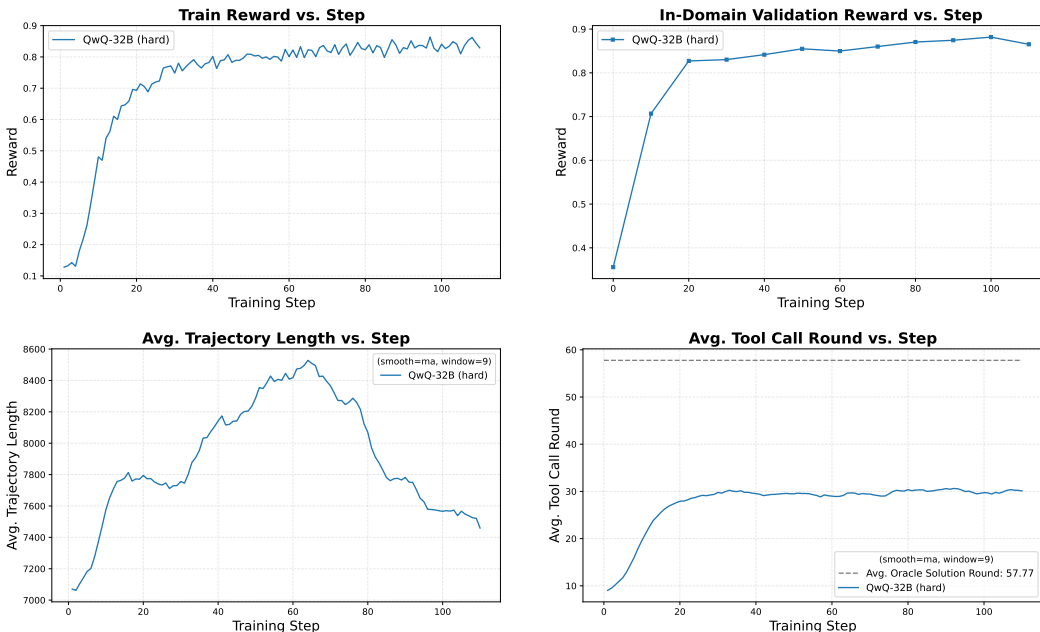 Train Reward vs. Step
0.9
0.8
0.7
0.6
0.5
0.4
0.3
0.2
0.1
Reward
QwQ-32B (hard)
0 20 40 60 80 100
Training Step
In-Domain Validation Reward vs. Step
0.9
0.8
0.7
0.6
0.5
0.4
Reward
QwQ-32B (hard)
0 20 40 60 80 100
Training Step
Avg. Trajectory Length vs. Step
8600
8400
8200
8000
7800
7600
7400
7200
7000
Avg. Trajectory Length
(smooth=ma, window=9)
QwQ-32B (hard)
0 20 40 60 80 100
Training Step
Avg. Tool Call Round vs. Step
60
50
40
30
20
10
Avg. Tool Call Round
(smooth=ma, window=9)
Avg. Oracle Solution Round: 57.77
QwQ-32B (hard)
0 20 40 60 80 100
Training Step